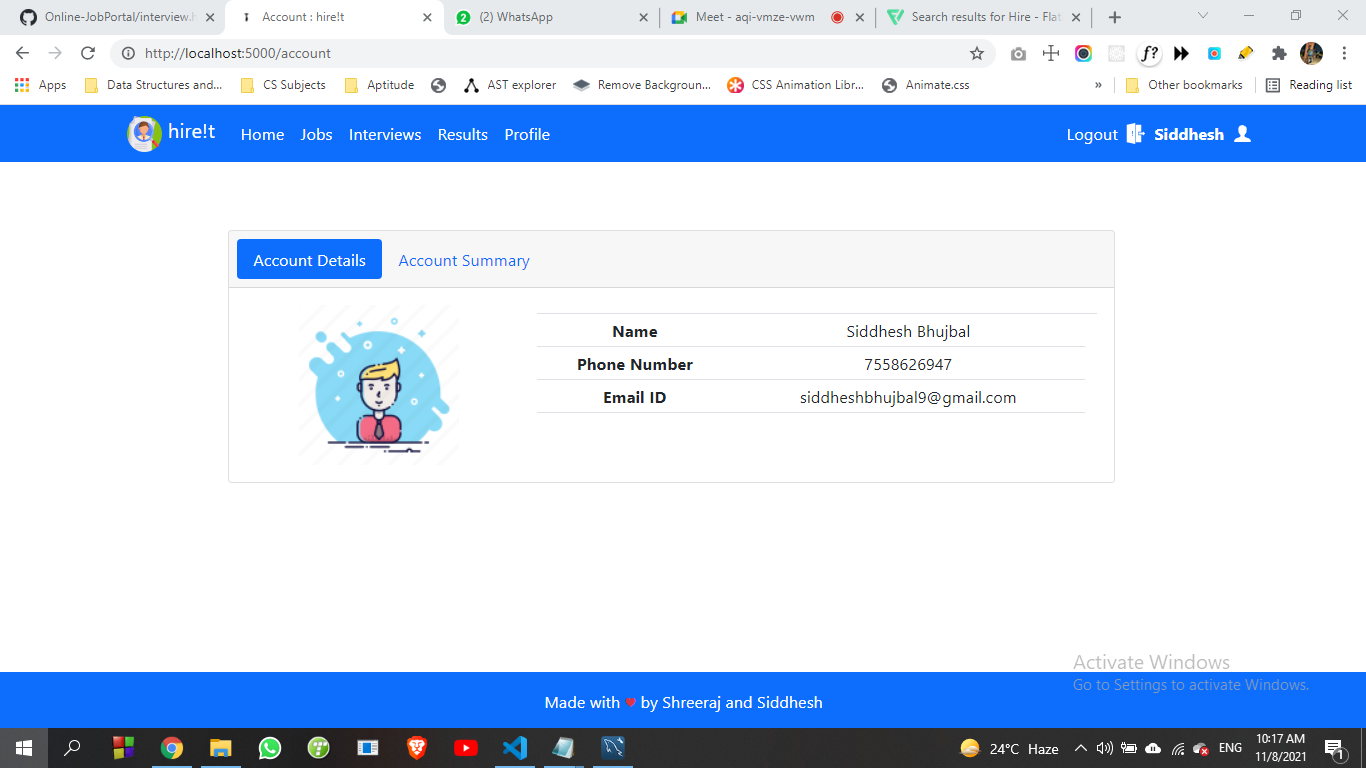 Online-JobPortal/interview.h
Account : hire!t
(2) WhatsApp
Meet - aqi-vmze-vwm
Search results for Hire - Flat
http://localhost:5000/account
f?
Apps
Data Structures and...
CS Subjects
Aptitude
AST explorer
Remove Backgroun...
CSS Animation Libr...
Animate.css
»
Other bookmarks
Reading list
hire!t
Home
Jobs
Interviews
Results
Profile
Logout
Siddhesh
Account Details
Account Summary
Name
Siddhesh Bhujbal
Phone Number
7558626947
Email ID
siddheshbhujbal9@gmail.com
Activate Windows
Go to Settings to activate Windows.
Made with ♥ by Shreeraj and Siddhesh
24°C Haze
ENG
10:17 AM
11/8/2021
1